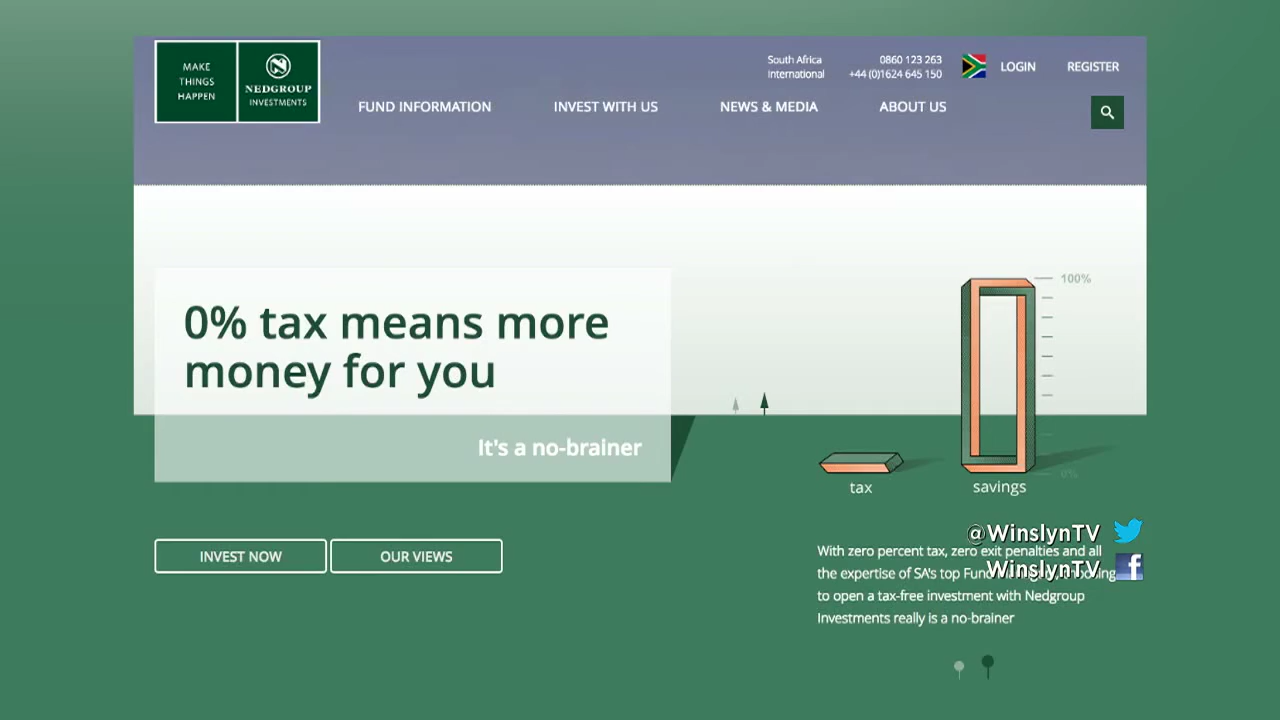 MAKE
THINGS
HAPPEN
NEDGROUP
INVESTMENTS
South Africa 0860 123 263
International +44 (0)1624 645 150
LOGIN
REGISTER
FUND INFORMATION
INVEST WITH US
NEWS & MEDIA
ABOUT US
0% tax means more
money for you
It's a no-brainer
100%
0%
tax
savings
INVEST NOW
OUR VIEWS
@WinslynTV
WinslynTV
With zero percent tax, zero exit penalties and all
the expertise of SA's top Fund
to open a tax-free investment with Nedgroup
Investments really is a no-brainer